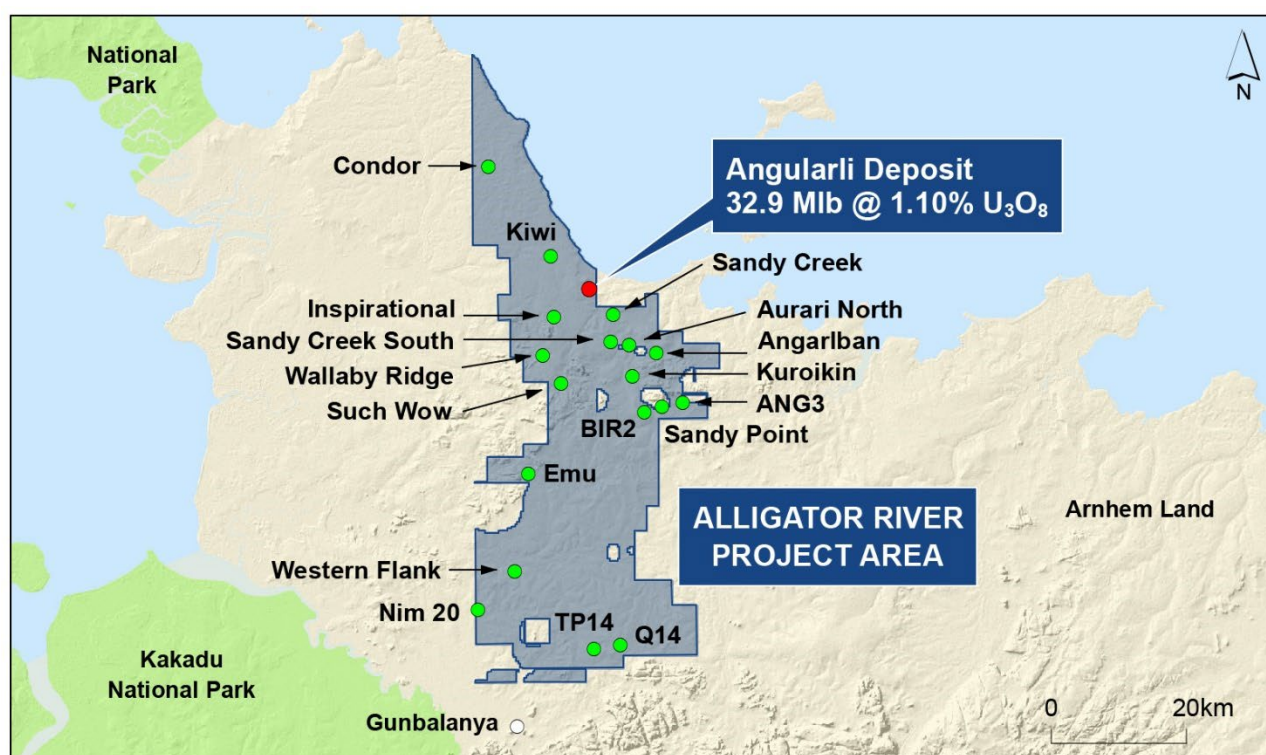 National
Park
N
Condor
Angularli Deposit
32.9 Mlb @ 1.10% U₃O₈
Kiwi
Sandy Creek
Inspirational
Aurari North
Sandy Creek South
Angarlban
Wallaby Ridge
Kuroikin
Such Wow
ANG3
BIR2
Sandy Point
Emu
ALLIGATOR RIVER
PROJECT AREA
Arnhem Land
Western Flank
Nim 20
TP14
Q14
Kakadu
National Park
Gunbalanya
0 20km